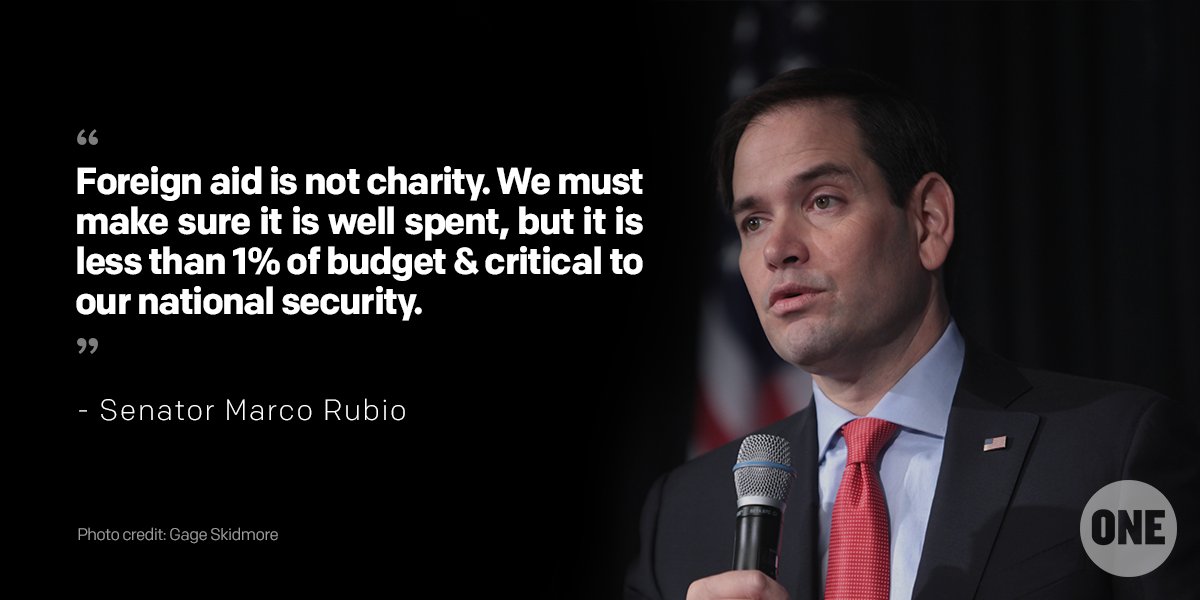 “
Foreign aid is not charity. We must
make sure it is well spent, but it is
less than 1% of budget & critical to
our national security.
”
- Senator Marco Rubio
Photo credit: Gage Skidmore
ONE